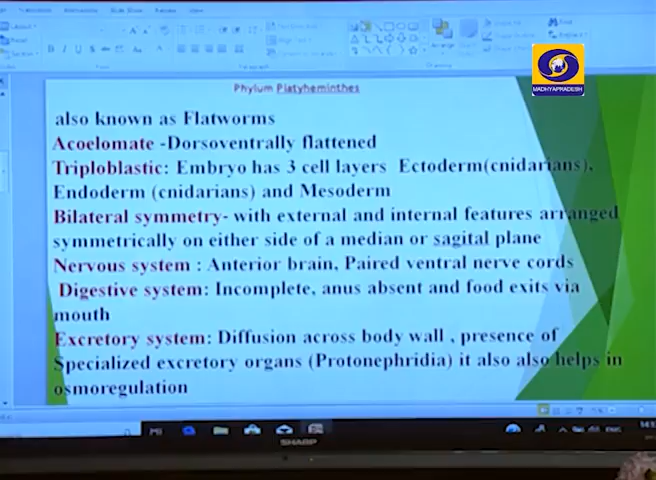 Phylum Platyheminthes
MADHYAPRADESH
also known as Flatworms
Acoelomate -Dorsoventrally flattened
Triploblastic: Embryo has 3 cell layers Ectoderm(cnidarians),
Endoderm (cnidarians) and Mesoderm
Bilateral symmetry- with external and internal features arranged
symmetrically on either side of a median or sagital plane
Nervous system : Anterior brain, Paired ventral nerve cords
Digestive system: Incomplete, anus absent and food exits via
mouth
Excretory system: Diffusion across body wall , presence of
Specialized excretory organs (Protonephridia) it also also helps in
osmoregulation
SHARP